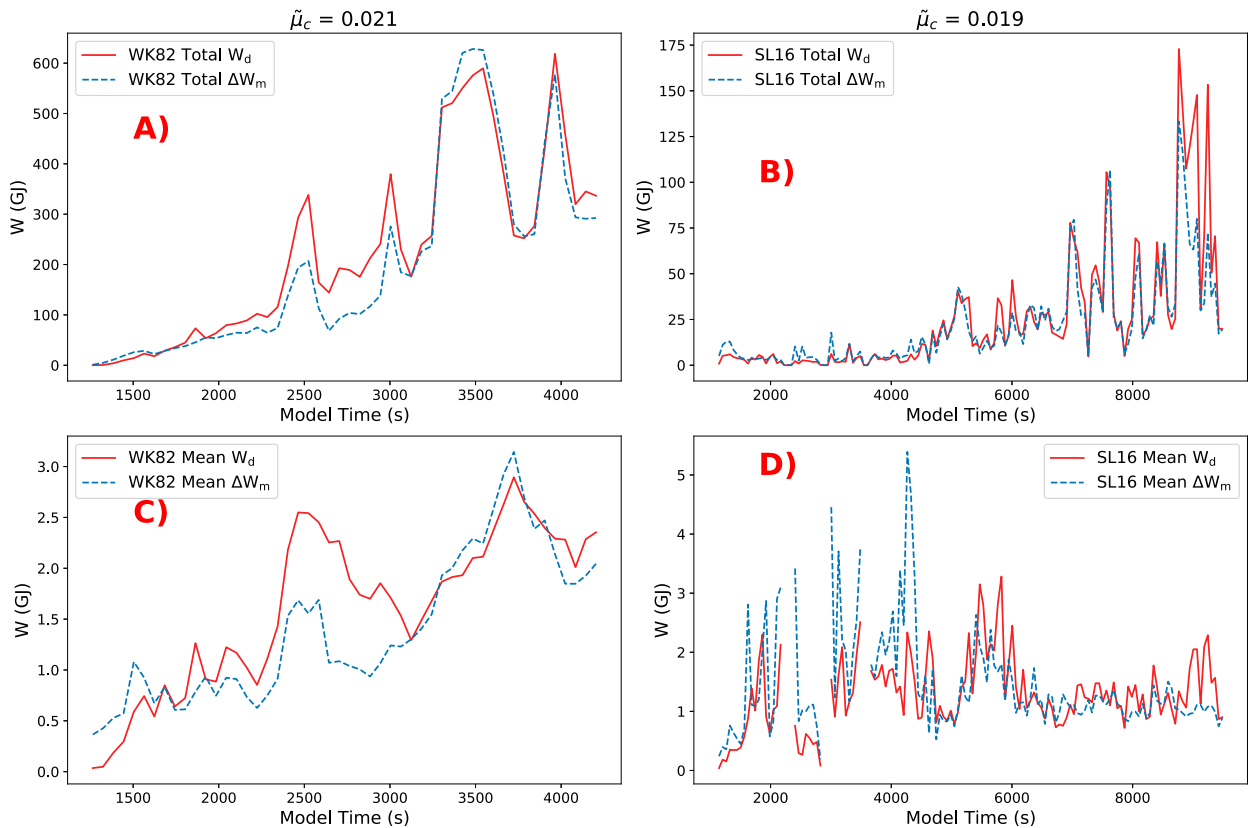 μ̃c = 0.021
WK82 Total Wd
WK82 Total ΔWm
A)
600
500
400
300
200
100
0
W (GJ)
1500 2000 2500 3000 3500 4000
Model Time (s)
μ̃c = 0.019
SL16 Total Wd
SL16 Total ΔWm
B)
175
150
125
100
75
50
25
0
W (GJ)
2000 4000 6000 8000
Model Time (s)
WK82 Mean Wd
WK82 Mean ΔWm
C)
3.0
2.5
2.0
1.5
1.0
0.5
0.0
W (GJ)
1500 2000 2500 3000 3500 4000
Model Time (s)
D)
SL16 Mean Wd
SL16 Mean ΔWm
5
4
3
2
1
0
W (GJ)
2000 4000 6000 8000
Model Time (s)